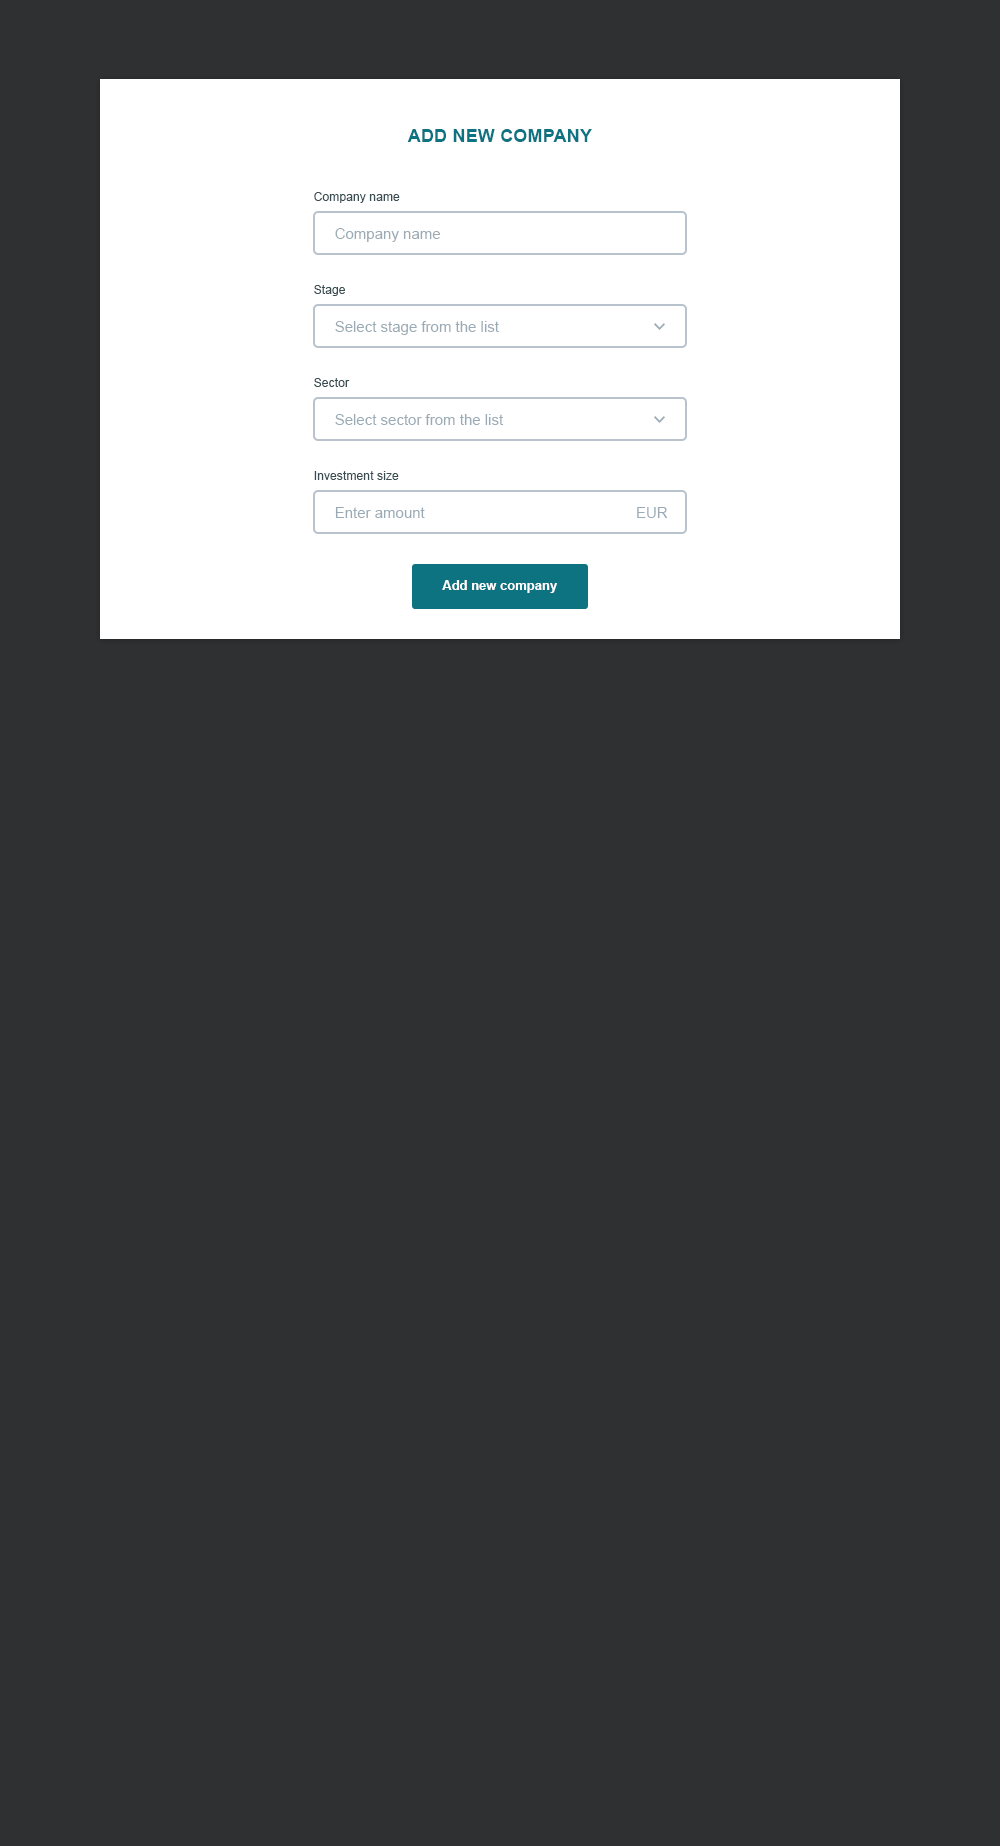 ADD NEW COMPANY
Company name
Company name
Stage
Select stage from the list
Sector
Select sector from the list
Investment size
Enter amount EUR
Add new company